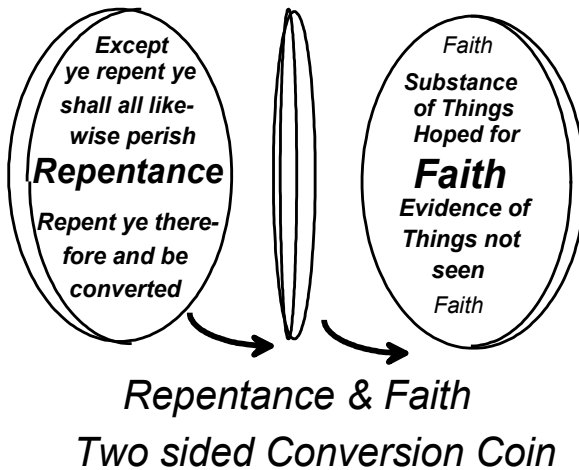 Except
ye repent ye
shall all like-
wise perish
Repentance
Repent ye there-
fore and be
converted
Faith
Substance
of Things
Hoped for
Faith
Evidence of
Things not
seen
Faith
Repentance & Faith
Two sided Conversion Coin